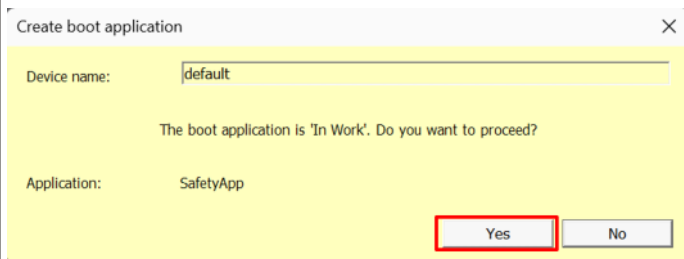 Create boot application
Device name: default
The boot application is 'In Work'. Do you want to proceed?
Application: SafetyApp
Yes No